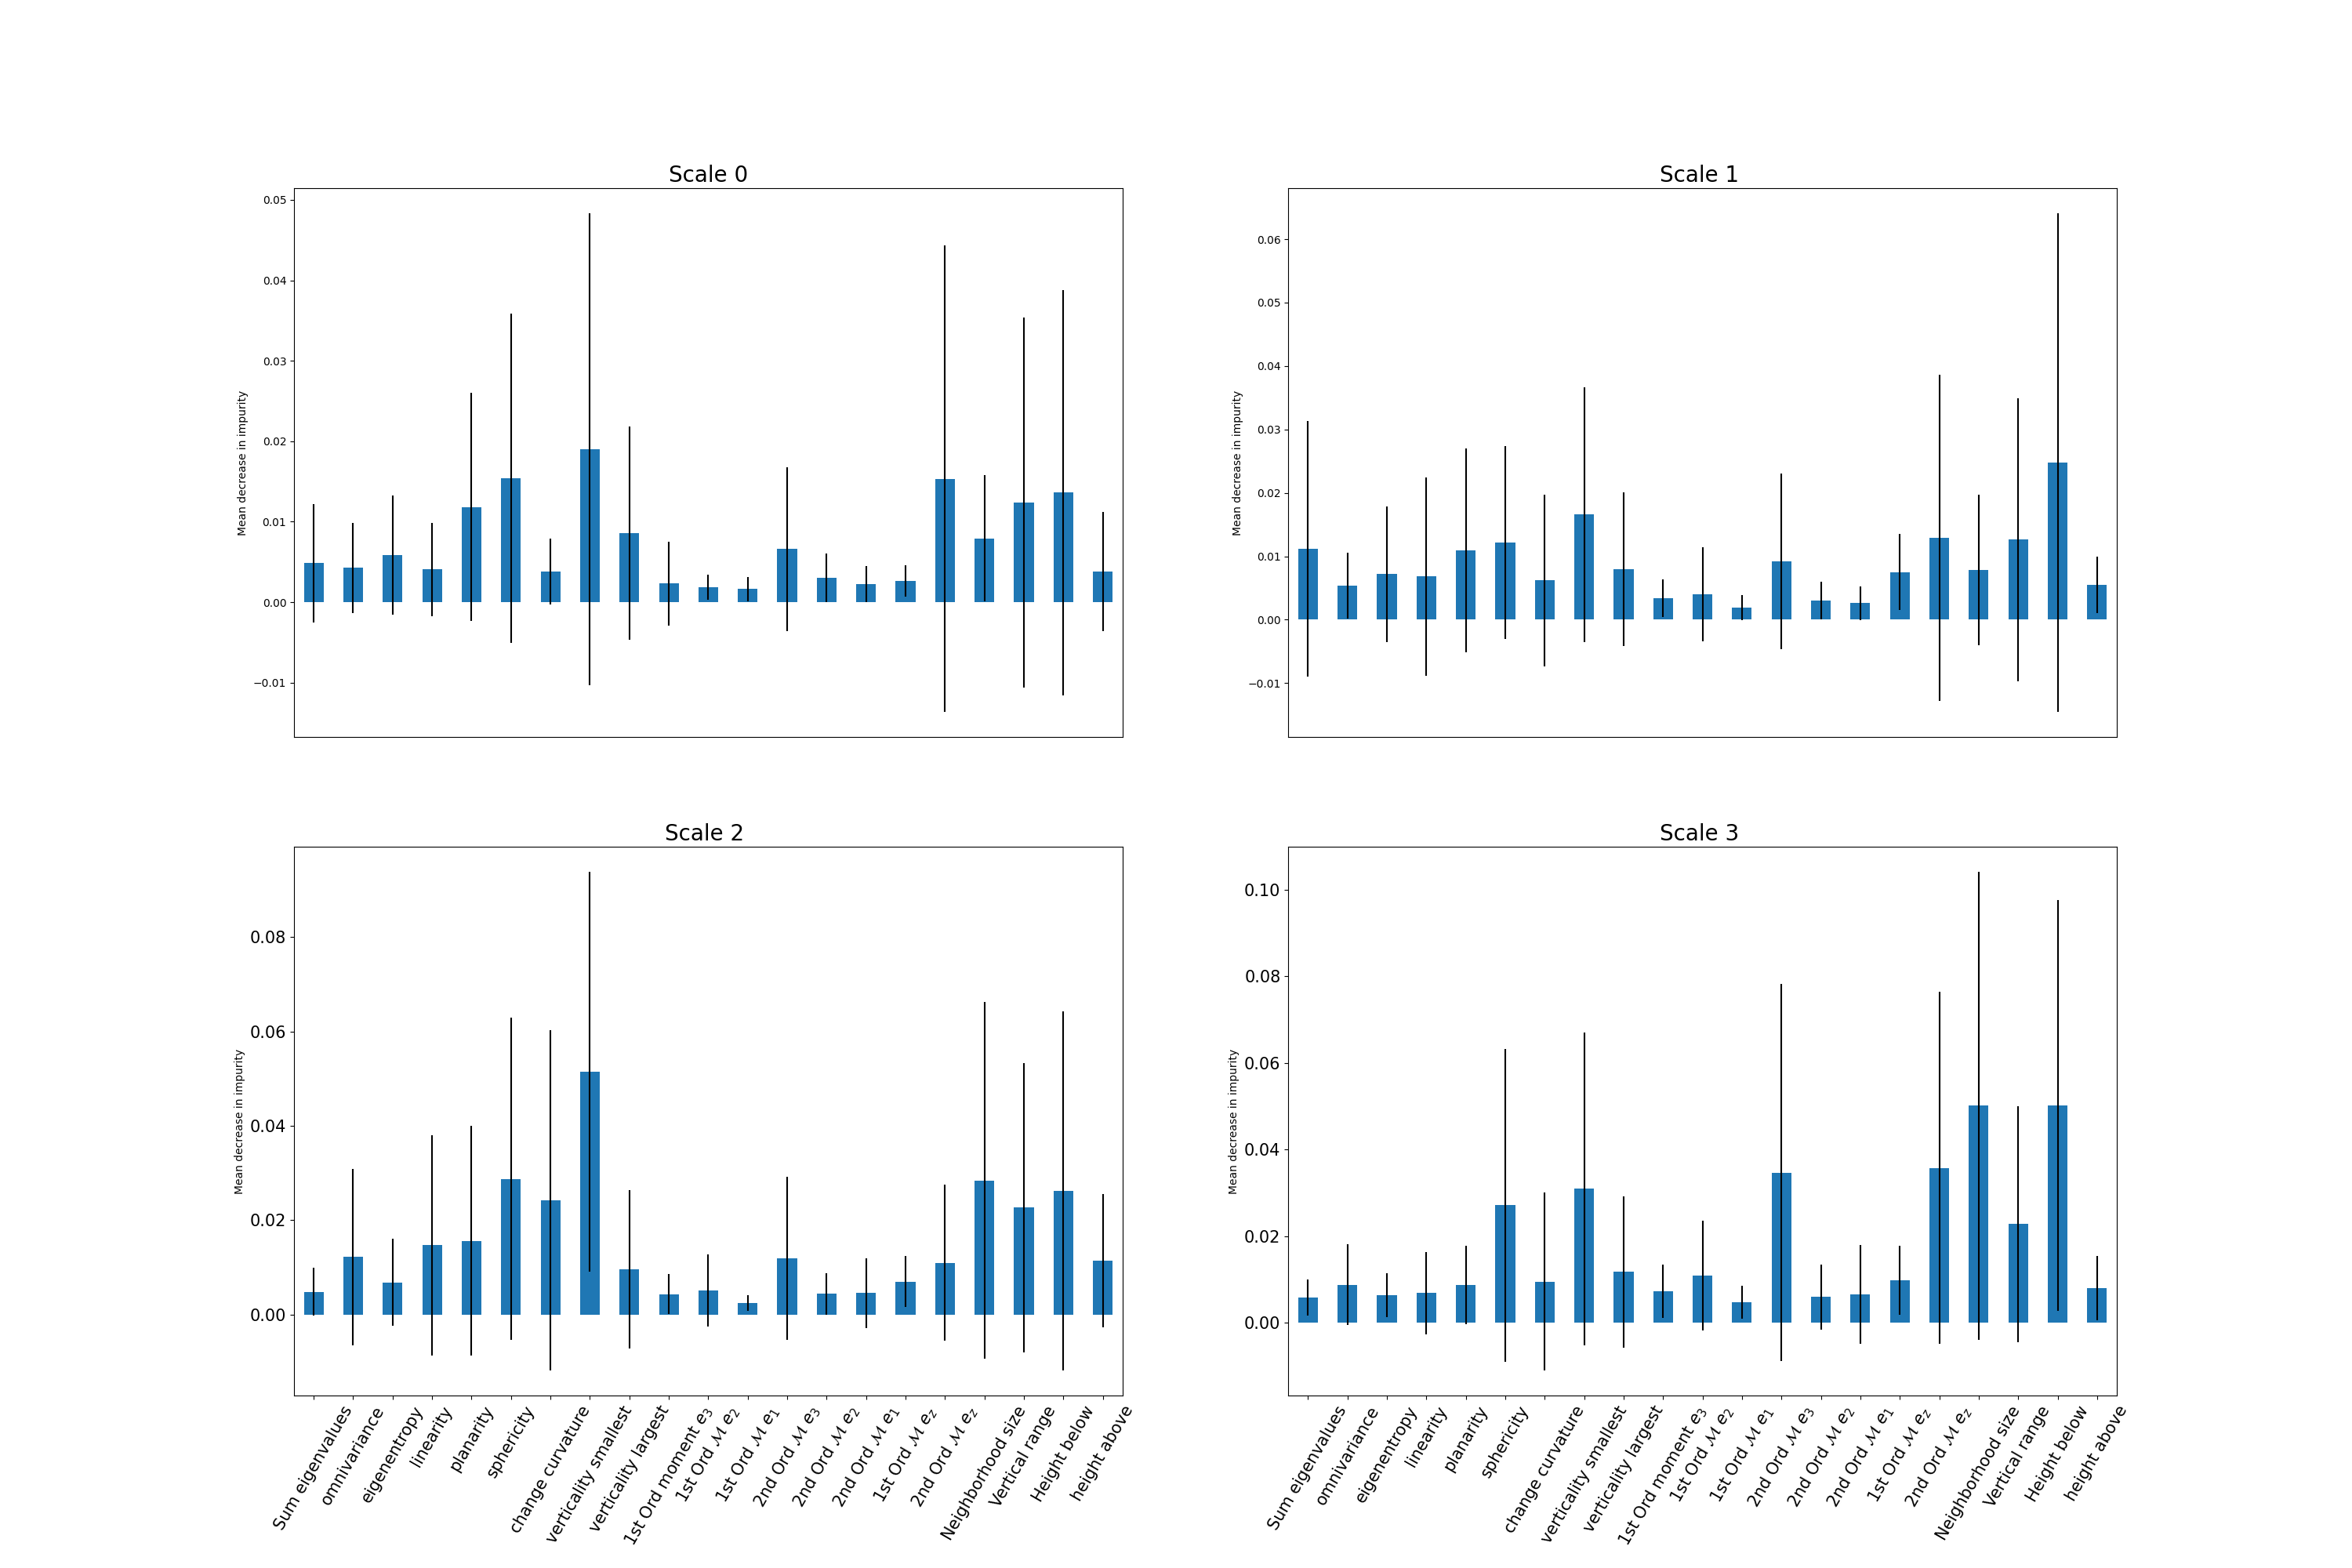 Scale 0
0.05
0.04
0.03
0.02
0.01
0.00
−0.01
Mean decrease in impurity
Scale 1
0.06
0.05
0.04
0.03
0.02
0.01
0.00
−0.01
Mean decrease in impurity
Scale 2
0.08
0.06
0.04
0.02
0.00
Mean decrease in impurity
Sum eigenvalues
omnivariance
eigenentropy
linearity
planarity
sphericity
change curvature
verticality smallest
verticality largest
1st Ord moment e₃
1st Ord ℳ e₂
1st Ord ℳ e₁
2nd Ord ℳ e₃
2nd Ord ℳ e₂
2nd Ord ℳ e₁
1st Ord ℳ e_z
2nd Ord ℳ e_z
Neighborhood size
Vertical range
Height below
height above
Scale 3
0.10
0.08
0.06
0.04
0.02
0.00
Mean decrease in impurity
Sum eigenvalues
omnivariance
eigenentropy
linearity
planarity
sphericity
change curvature
verticality smallest
verticality largest
1st Ord moment e₃
1st Ord ℳ e₂
1st Ord ℳ e₁
2nd Ord ℳ e₃
2nd Ord ℳ e₂
2nd Ord ℳ e₁
1st Ord ℳ e_z
2nd Ord ℳ e_z
Neighborhood size
Vertical range
Height below
height above